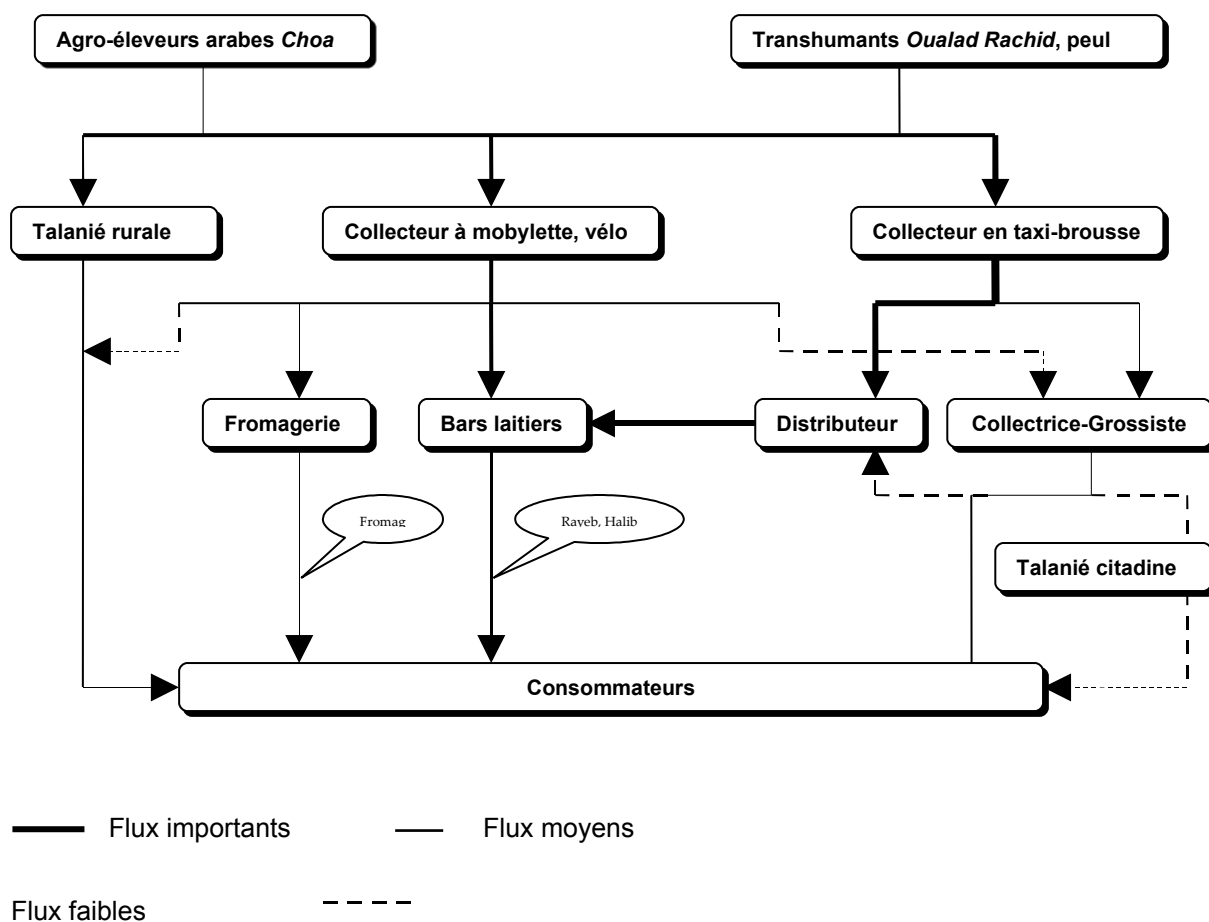 Agro-éleveurs arabes Choa
Transhumants Oualad Rachid, peul
Talanié rurale
Collecteur à mobylette, vélo
Collecteur en taxi-brousse
Fromagerie
Bars laitiers
Distributeur
Collectrice-Grossiste
Fromag
Rayeb, Halib
Talanié citadine
Consommateurs
Flux importants
Flux moyens
Flux faibles